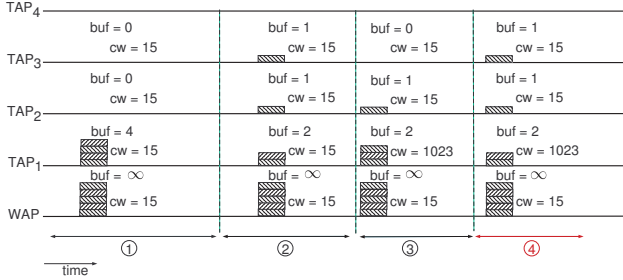 TAP4
buf = 0 buf = 1 buf = 0 buf = 1
cw = 15 cw = 15 cw = 15 cw = 15
TAP3
buf = 0 buf = 1 buf = 1 buf = 1
cw = 15 cw = 15 cw = 15 cw = 15
TAP2
buf = 4 buf = 2 buf = 2 buf = 2
cw = 15 cw = 15 cw = 1023 cw = 1023
TAP1
buf = ∞ buf = ∞ buf = ∞ buf = ∞
cw = 15 cw = 15 cw = 15 cw = 15
WAP
① ② ③ ④
time